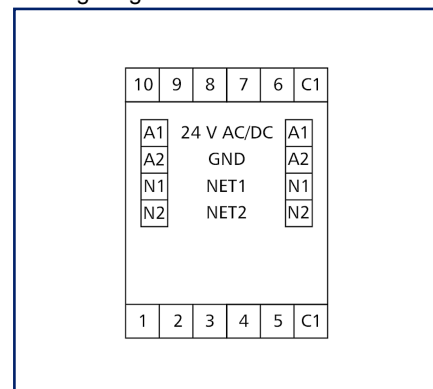 10 9 8 7 6 C1
A1 24 V AC/DC A1
A2 GND A2
N1 NET1 N1
N2 NET2 N2
1 2 3 4 5 C1